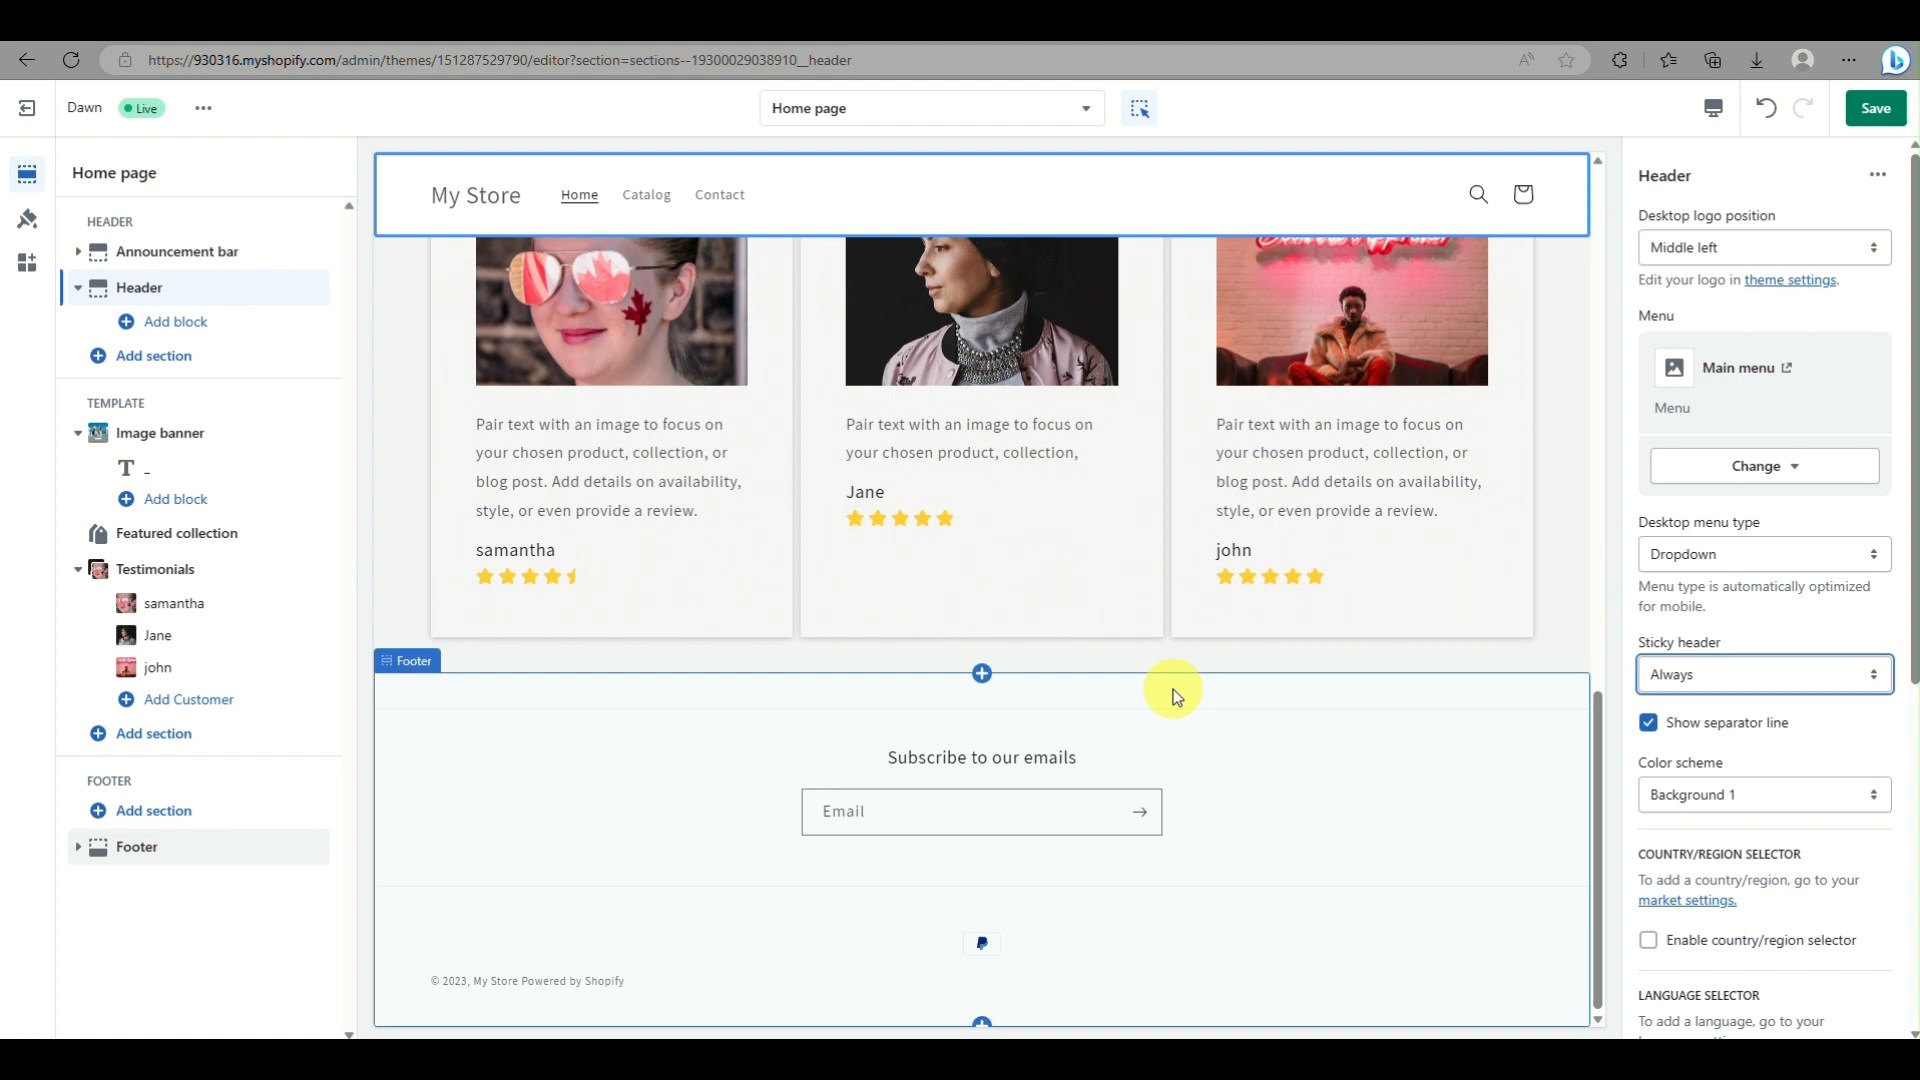 https://930316.myshopify.com/admin/themes/151287529790/editor?section=sections--19300029038910__header
Dawn
Live
Home page
Save
Home page
HEADER
Announcement bar
Header
Add block
Add section
TEMPLATE
Image banner
T _
Add block
Featured collection
Testimonials
samantha
Jane
john
Add Customer
Add section
FOOTER
Add section
Footer
My Store
Home
Catalog
Contact
Pair text with an image to focus on
your chosen product, collection, or
blog post. Add details on availability,
style, or even provide a review.
samantha
Pair text with an image to focus on
your chosen product, collection,
Jane
Pair text with an image to focus on
your chosen product, collection, or
blog post. Add details on availability,
style, or even provide a review.
john
Footer
Subscribe to our emails
Email
© 2023, My Store Powered by Shopify
Header
Desktop logo position
Middle left
Edit your logo in theme settings.
Menu
Main menu
Menu
Change
Desktop menu type
Dropdown
Menu type is automatically optimized
for mobile.
Sticky header
Always
Show separator line
Color scheme
Background 1
COUNTRY/REGION SELECTOR
To add a country/region, go to your
market settings.
Enable country/region selector
LANGUAGE SELECTOR
To add a language, go to your